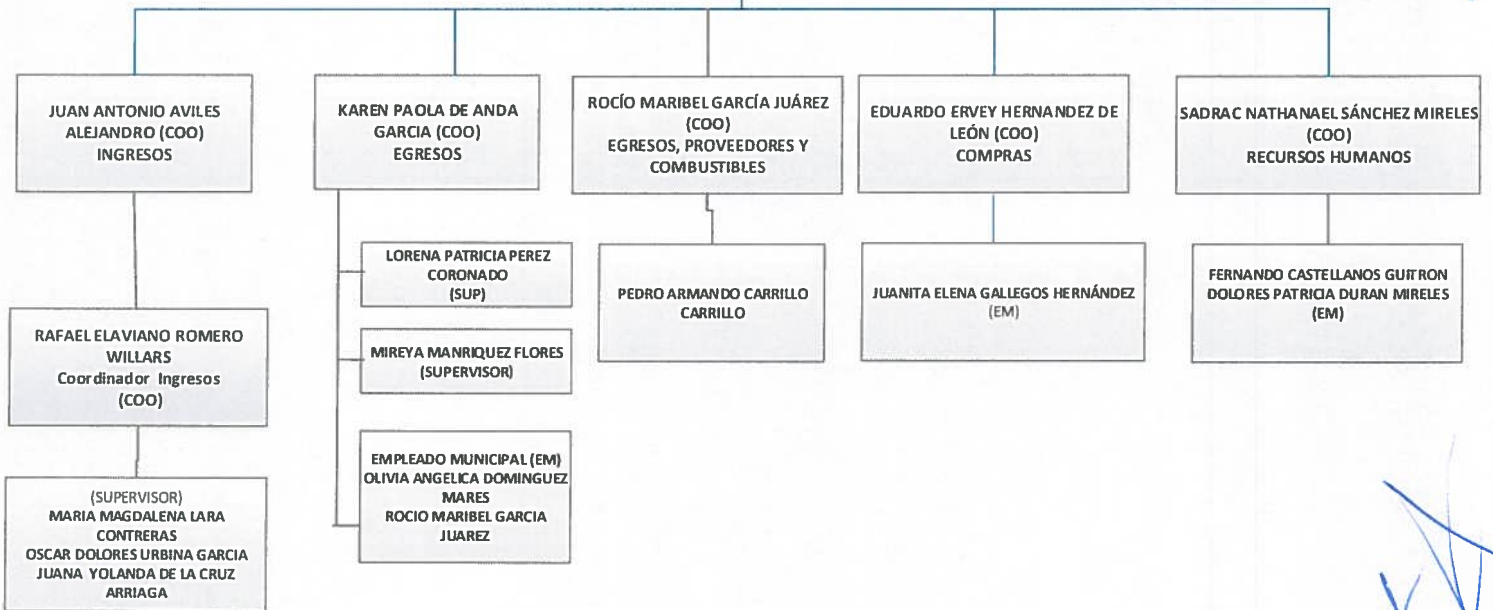 JUAN ANTONIO AVILES
ALEJANDRO (COO)
INGRESOS
KAREN PAOLA DE ANDA
GARCIA (COO)
EGRESOS
ROCÍO MARIBEL GARCÍA JUÁREZ
(COO)
EGRESOS, PROVEEDORES Y
COMBUSTIBLES
EDUARDO ERVEY HERNANDEZ DE
LEÓN (COO)
COMPRAS
SADRAC NATHANAEL SÁNCHEZ MIRELES
(COO)
RECURSOS HUMANOS
RAFAEL ELAVIANO ROMERO
WILLARS
Coordinador Ingresos
(COO)
(SUPERVISOR)
MARIA MAGDALENA LARA
CONTRERAS
OSCAR DOLORES URBINA GARCIA
JUANA YOLANDA DE LA CRUZ
ARRIAGA
LORENA PATRICIA PEREZ
CORONADO
(SUP)
MIREYA MANRIQUEZ FLORES
(SUPERVISOR)
EMPLEADO MUNICIPAL (EM)
OLIVIA ANGELICA DOMINGUEZ
MARES
ROCIO MARIBEL GARCIA
JUAREZ
PEDRO ARMANDO CARRILLO
CARRILLO
JUANITA ELENA GALLEGOS HERNÁNDEZ
(EM)
FERNANDO CASTELLANOS GUITRON
DOLORES PATRICIA DURAN MIRELES
(EM)